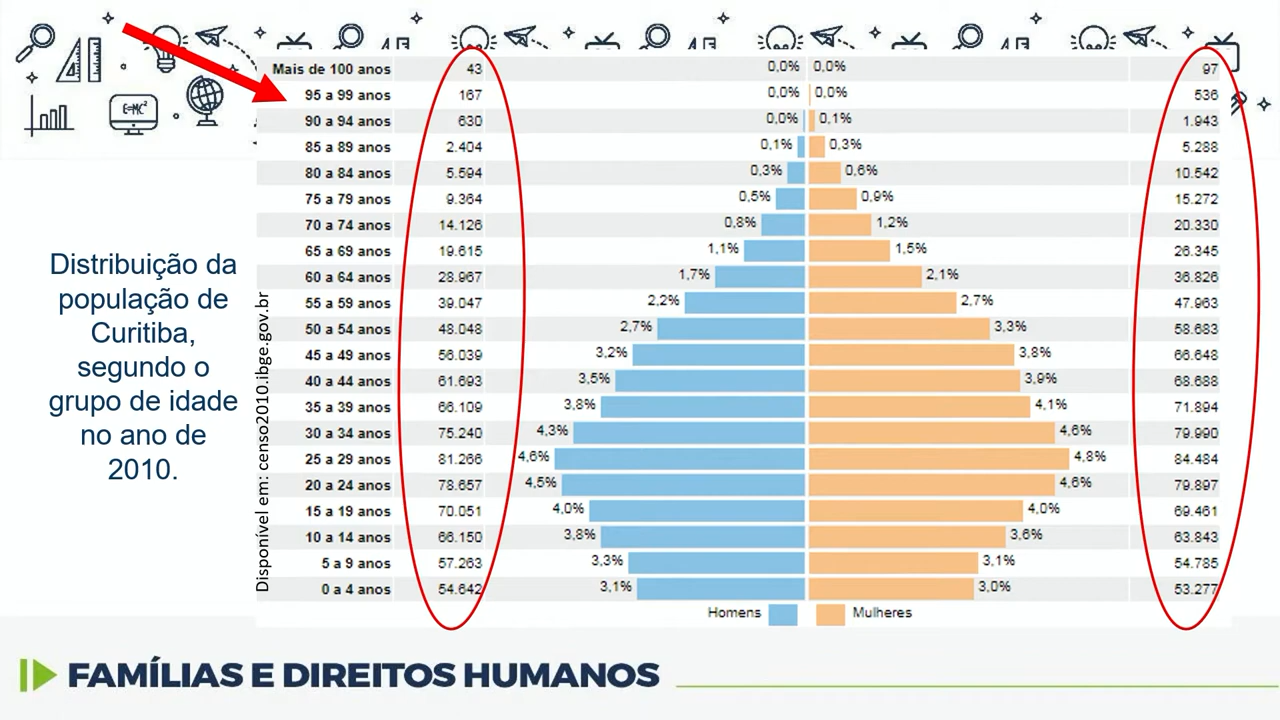 E=MC²
Mais de 100 anos 43 0,0% 0,0% 97
95 a 99 anos 167 0,0% 0,0% 536
90 a 94 anos 630 0,0% 0,1% 1.943
85 a 89 anos 2.404 0,1% 0,3% 5.288
80 a 84 anos 5.594 0,3% 0,6% 10.542
75 a 79 anos 9.364 0,5% 0,9% 15.272
70 a 74 anos 14.126 0,8% 1,2% 20.330
65 a 69 anos 19.615 1,1% 1,5% 26.345
60 a 64 anos 28.967 1,7% 2,1% 36.826
55 a 59 anos 39.047 2,2% 2,7% 47.963
50 a 54 anos 48.048 2,7% 3,3% 58.683
45 a 49 anos 56.039 3,2% 3,8% 66.648
40 a 44 anos 61.693 3,5% 3,9% 68.688
35 a 39 anos 66.109 3,8% 4,1% 71.894
30 a 34 anos 75.240 4,3% 4,6% 79.990
25 a 29 anos 81.266 4,6% 4,8% 84.484
20 a 24 anos 78.657 4,5% 4,6% 79.897
15 a 19 anos 70.051 4,0% 4,0% 69.461
10 a 14 anos 66.150 3,8% 3,6% 63.843
5 a 9 anos 57.263 3,3% 3,1% 54.785
0 a 4 anos 54.642 3,1% 3,0% 53.277
Homens Mulheres
Distribuição da
população de
Curitiba,
segundo o
grupo de idade
no ano de
2010.
Disponível em: censo2010.ibge.gov.br
FAMÍLIAS E DIREITOS HUMANOS